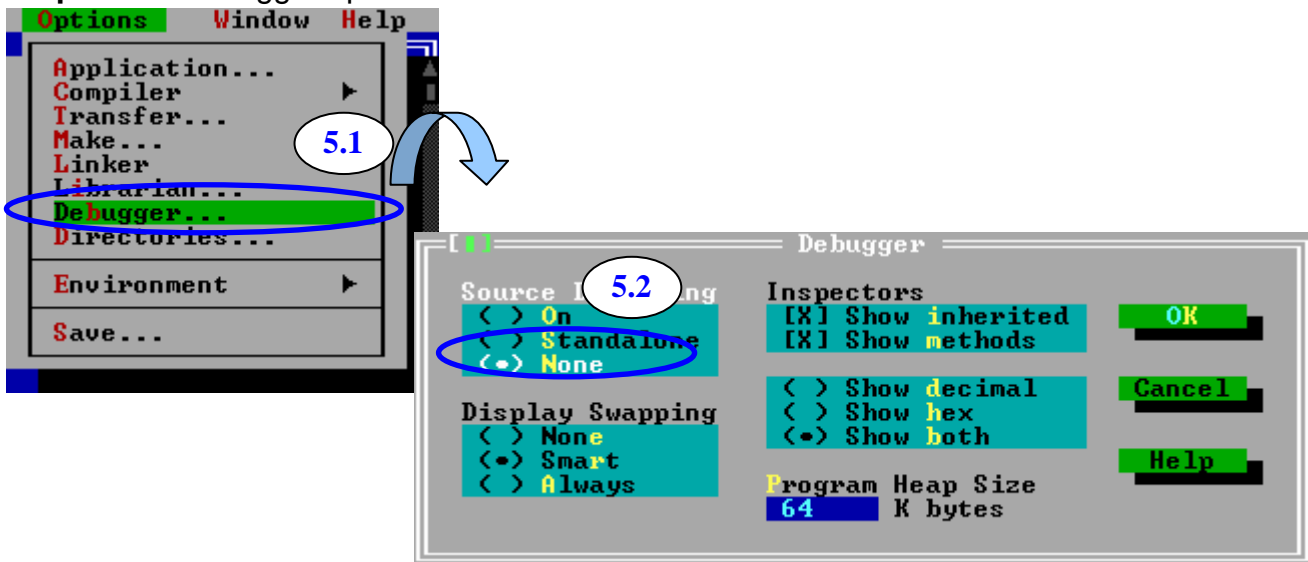 Options Window Help
Application...
Compiler
Transfer...
Make...
Linker
Librarian...
Debugger...
Directories...
Environment
Save...
5.1
[ ] Debugger
5.2
Source
( ) On
( ) Standalone
(•) None
Display Swapping
( ) None
(•) Smart
( ) Always
Inspectors
[X] Show inherited
[X] Show methods
( ) Show decimal
( ) Show hex
(•) Show both
Program Heap Size
64 K bytes
OK
Cancel
Help